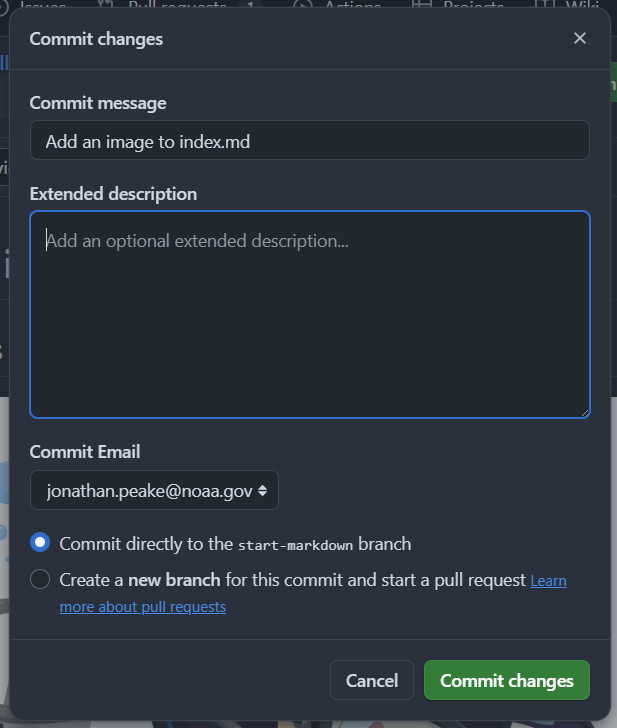 Issues Pull requests 1 Actions Projects Wiki
Commit changes
Commit message
Add an image to index.md
Extended description
Add an optional extended description...
Commit Email
jonathan.peake@noaa.gov
Commit directly to the start-markdown branch
Create a new branch for this commit and start a pull request Learn
more about pull requests
Cancel
Commit changes